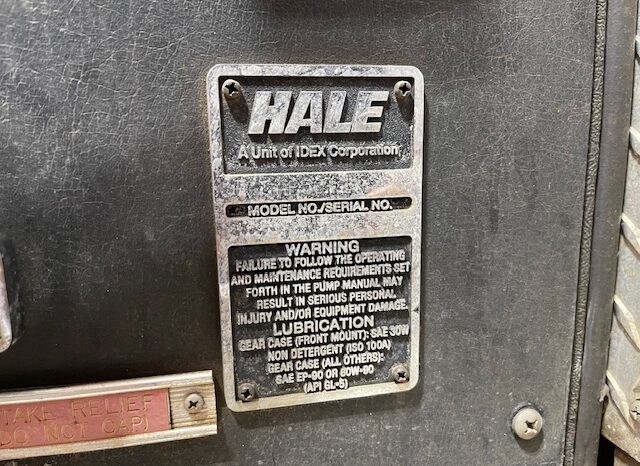 HALE
A Unit of IDEX Corporation
MODEL NO./SERIAL NO.
WARNING
FAILURE TO FOLLOW THE OPERATING
AND MAINTENANCE REQUIREMENTS SET
FORTH IN THE PUMP MANUAL MAY
RESULT IN SERIOUS PERSONAL
INJURY AND/OR EQUIPMENT DAMAGE.
LUBRICATION
GEAR CASE (FRONT MOUNT): SAE 30W
NON DETERGENT (ISO 100A)
GEAR CASE (ALL OTHERS):
SAE EP-90 OR 80W-90
(API GL-5)
TAKE RELIEF
DO NOT CAP)